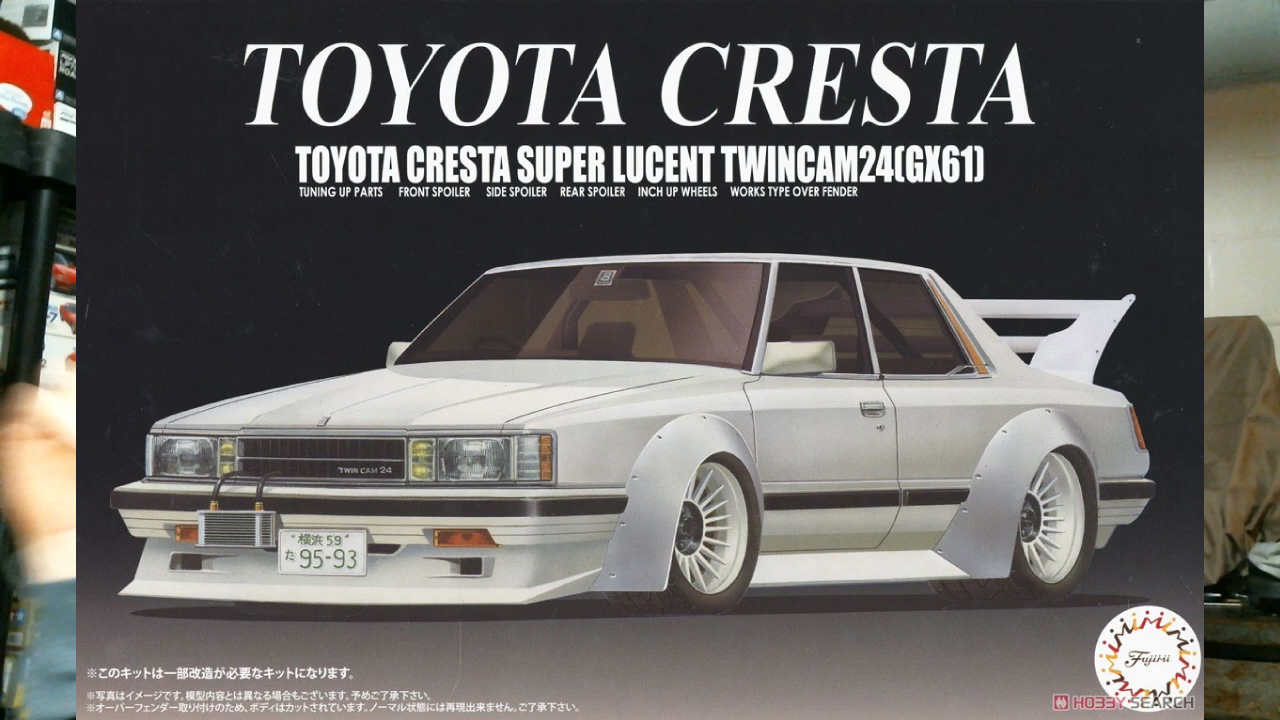 TOYOTA CRESTA
TOYOTA CRESTA SUPER LUCENT TWINCAM24(GX61)
TUNING UP PARTS FRONT SPOILER SIDE SPOILER REAR SPOILER INCH UP WHEELS WORKS TYPE OVER FENDER
TWIN CAM 24
横浜 59
た 95-93
※このキットは一部改造が必要なキットになります。
※写真はイメージです。模型内容とは異なる場合もございます。予めご了承下さい。
※オーバーフェンダー取り付けのため、ボディはカットされています。ノーマル状態には再現出来ません。ご了承下さい。
Fujimi
HOBBY SEARCH